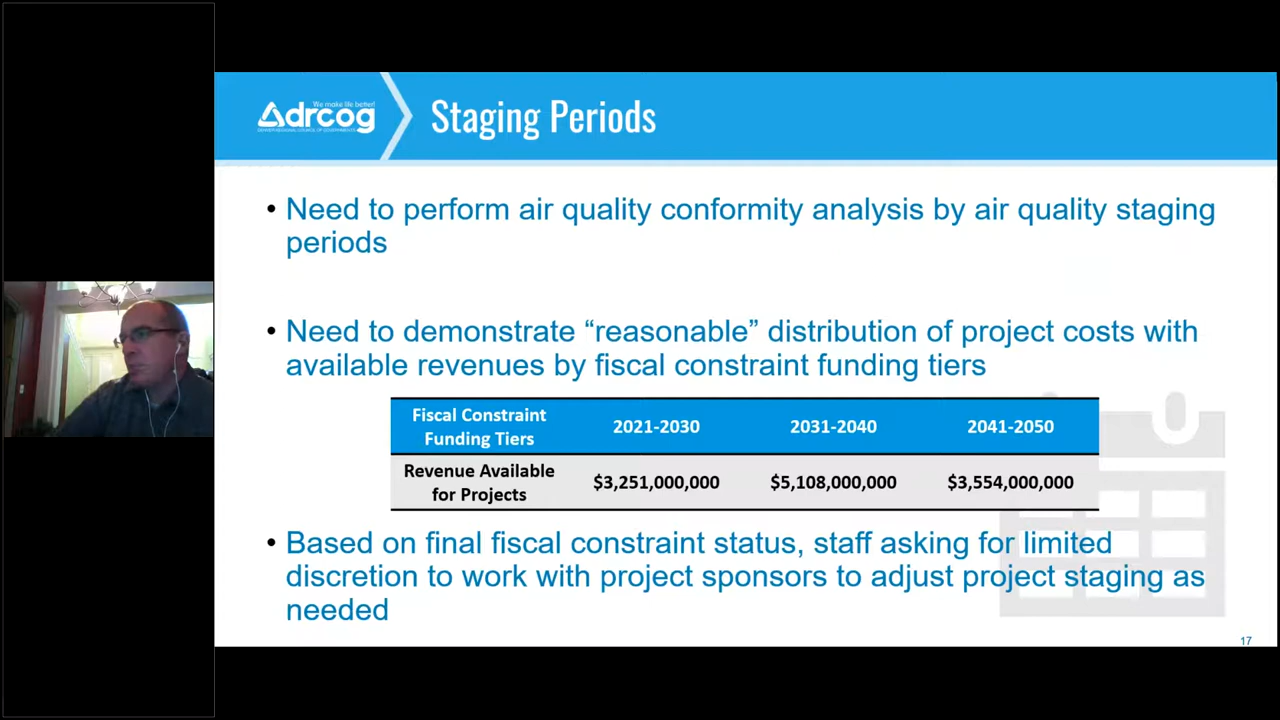 We make life better!
drcog
DENVER REGIONAL COUNCIL OF GOVERNMENTS
Staging Periods
• Need to perform air quality conformity analysis by air quality staging
periods
• Need to demonstrate “reasonable” distribution of project costs with
available revenues by fiscal constraint funding tiers
Fiscal Constraint
Funding Tiers
2021-2030
2031-2040
2041-2050
Revenue Available
for Projects
$3,251,000,000
$5,108,000,000
$3,554,000,000
• Based on final fiscal constraint status, staff asking for limited
discretion to work with project sponsors to adjust project staging as
needed
17